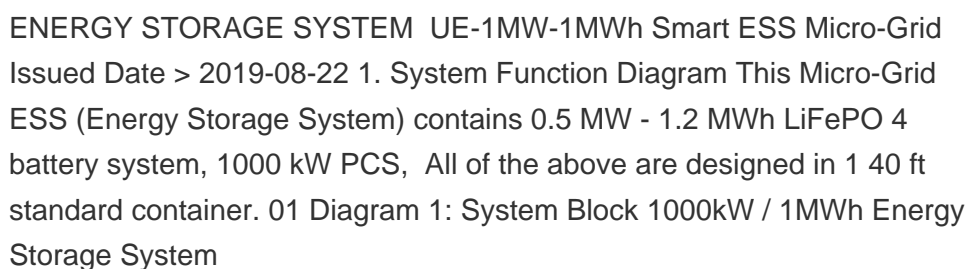 ENERGY STORAGE SYSTEM  UE-1MW-1MWh Smart ESS Micro-Grid
Issued Date > 2019-08-22 1. System Function Diagram This Micro-Grid
ESS (Energy Storage System) contains 0.5 MW - 1.2 MWh LiFePO 4
battery system, 1000 kW PCS,  All of the above are designed in 1 40 ft
standard container. 01 Diagram 1: System Block 1000kW / 1MWh Energy
Storage System